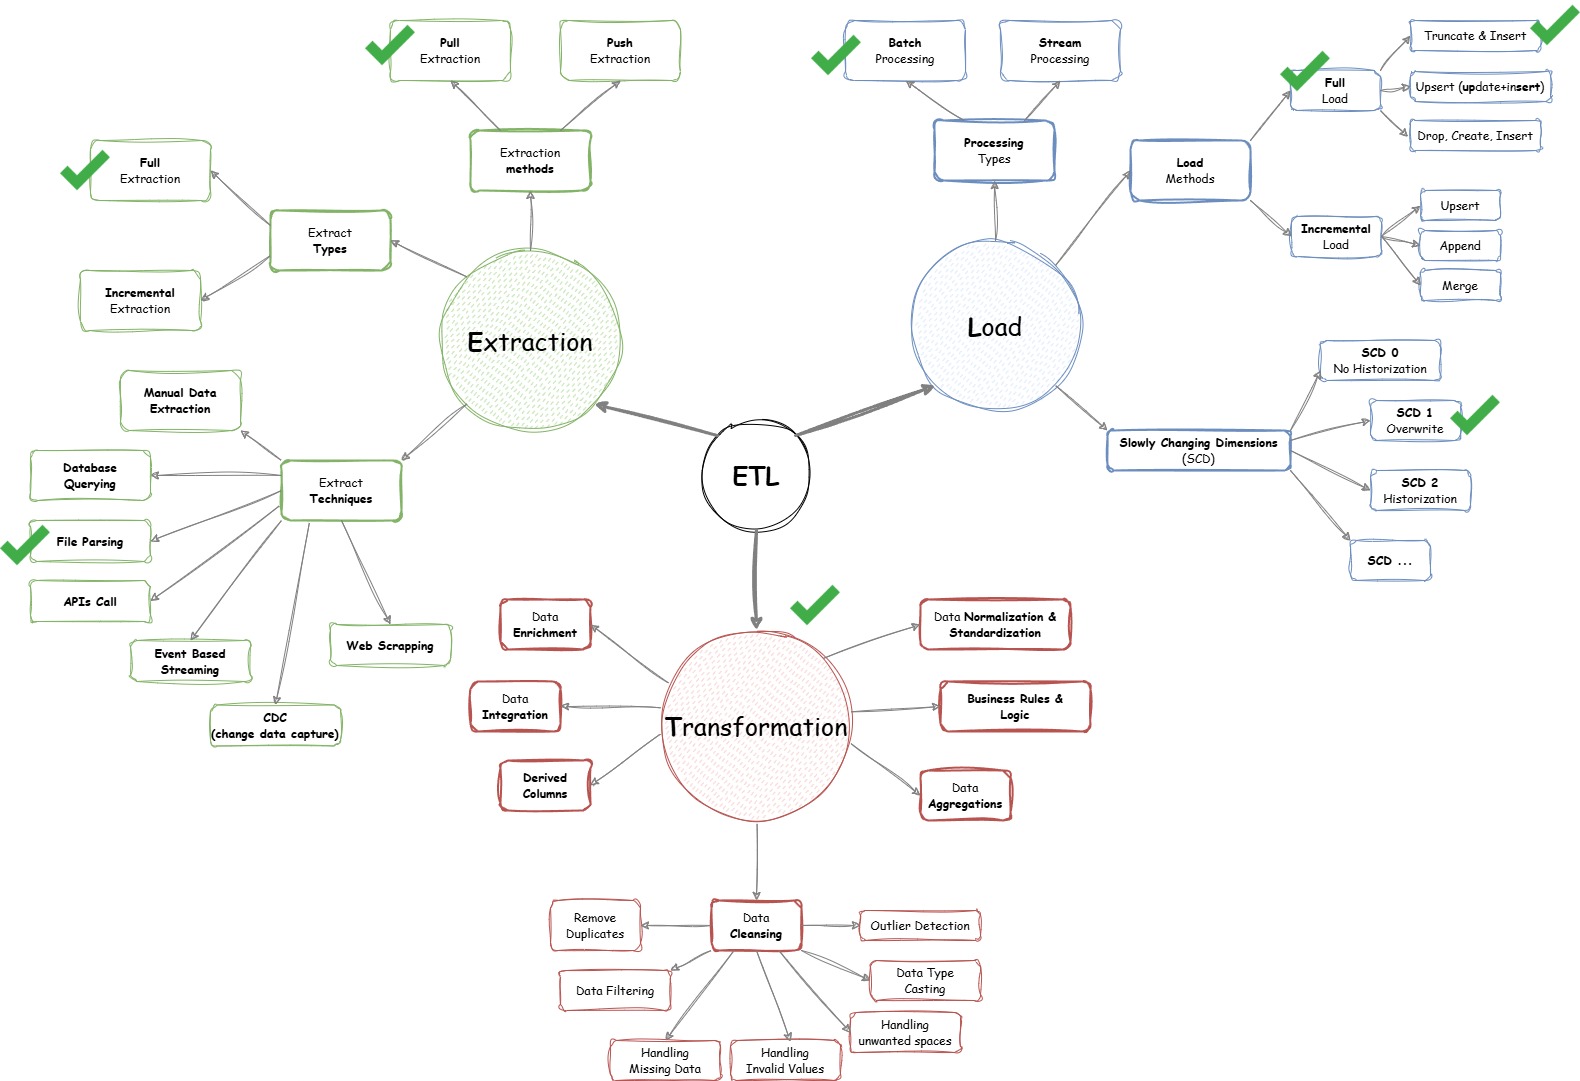 Pull
Extraction
Push
Extraction
Extraction
methods
Full
Extraction
Extract
Types
Incremental
Extraction
Extraction
Manual Data
Extraction
Database
Querying
Extract
Techniques
File Parsing
APIs Call
Event Based
Streaming
Web Scrapping
CDC
(change data capture)
Batch
Processing
Stream
Processing
Processing
Types
Load
Load
Methods
Full
Load
Truncate & Insert
Upsert (update+insert)
Drop, Create, Insert
Incremental
Load
Upsert
Append
Merge
Slowly Changing Dimensions
(SCD)
SCD 0
No Historization
SCD 1
Overwrite
SCD 2
Historization
SCD ...
ETL
Transformation
Data
Enrichment
Data
Integration
Derived
Columns
Data Normalization &
Standardization
Business Rules &
Logic
Data
Aggregations
Data
Cleansing
Remove
Duplicates
Data Filtering
Handling
Missing Data
Handling
Invalid Values
Handling
unwanted spaces
Data Type
Casting
Outlier Detection